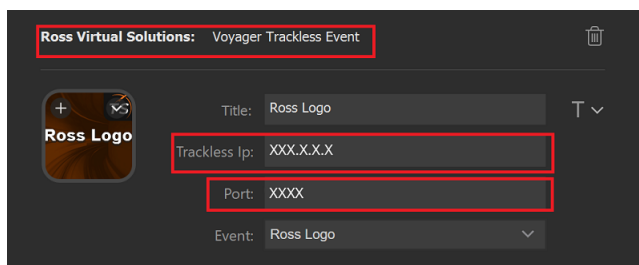 Ross Virtual Solutions: Voyager Trackless Event
Title: Ross Logo
T
Ross Logo
Trackless Ip: XXX.X.X.X
Port: XXXX
Event: Ross Logo